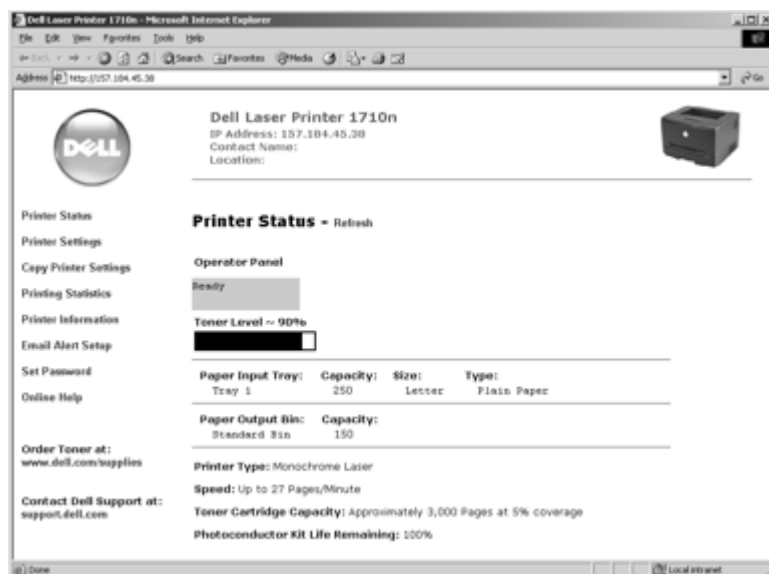 Dell Laser Printer 1710n - Microsoft Internet Explorer
File Edit View Favorites Tools Help
Back Search Favorites Media
Address http://157.184.45.38 Go
DELL
Dell Laser Printer 1710n
IP Address: 157.184.45.38
Contact Name:
Location:
Printer Status
Printer Settings
Copy Printer Settings
Printing Statistics
Printer Information
Email Alert Setup
Set Password
Online Help
Order Toner at:
www.dell.com/supplies
Contact Dell Support at:
support.dell.com
Printer Status - Refresh
Operator Panel
Ready
Toner Level ~ 90%
Paper Input Tray: Capacity: Size: Type:
Tray 1 250 Letter Plain Paper
Paper Output Bin: Capacity:
Standard Bin 150
Printer Type: Monochrome Laser
Speed: Up to 27 Pages/Minute
Toner Cartridge Capacity: Approximately 3,000 Pages at 5% coverage
Photoconductor Kit Life Remaining: 100%
Done Local intranet